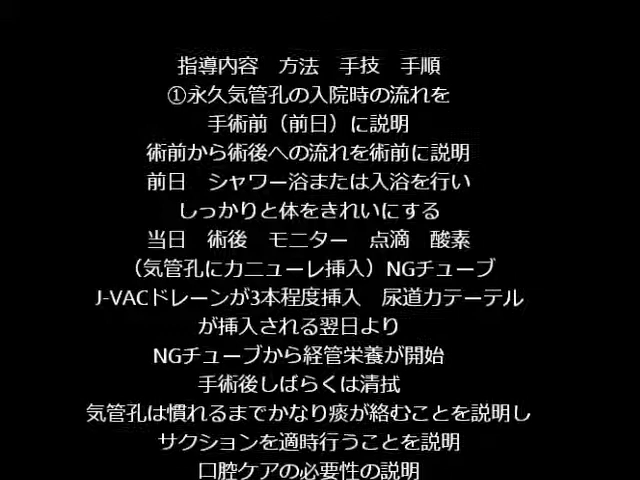 指導内容　方法　手技　手順
①永久気管孔の入院時の流れを
手術前（前日）に説明
術前から術後への流れを術前に説明
前日　シャワー浴または入浴を行い
しっかりと体をきれいにする
当日　術後　モニター　点滴　酸素
（気管孔にカニューレ挿入）NGチューブ
J-VACドレーンが3本程度挿入　尿道カテーテル
が挿入される翌日より
NGチューブから経管栄養が開始
手術後しばらくは清拭
気管孔は慣れるまでかなり痰が絡むことを説明し
サクションを適時行うことを説明
口腔ケアの必要性の説明